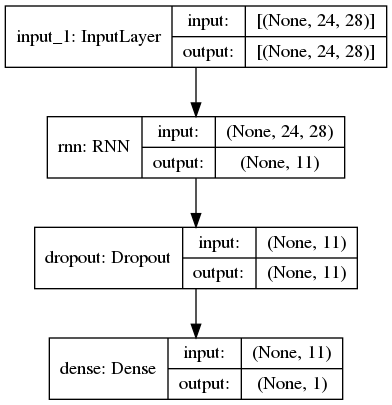 input_1: InputLayer
input: [(None, 24, 28)]
output: [(None, 24, 28)]
rnn: RNN
input: (None, 24, 28)
output: (None, 11)
dropout: Dropout
input: (None, 11)
output: (None, 11)
dense: Dense
input: (None, 11)
output: (None, 1)